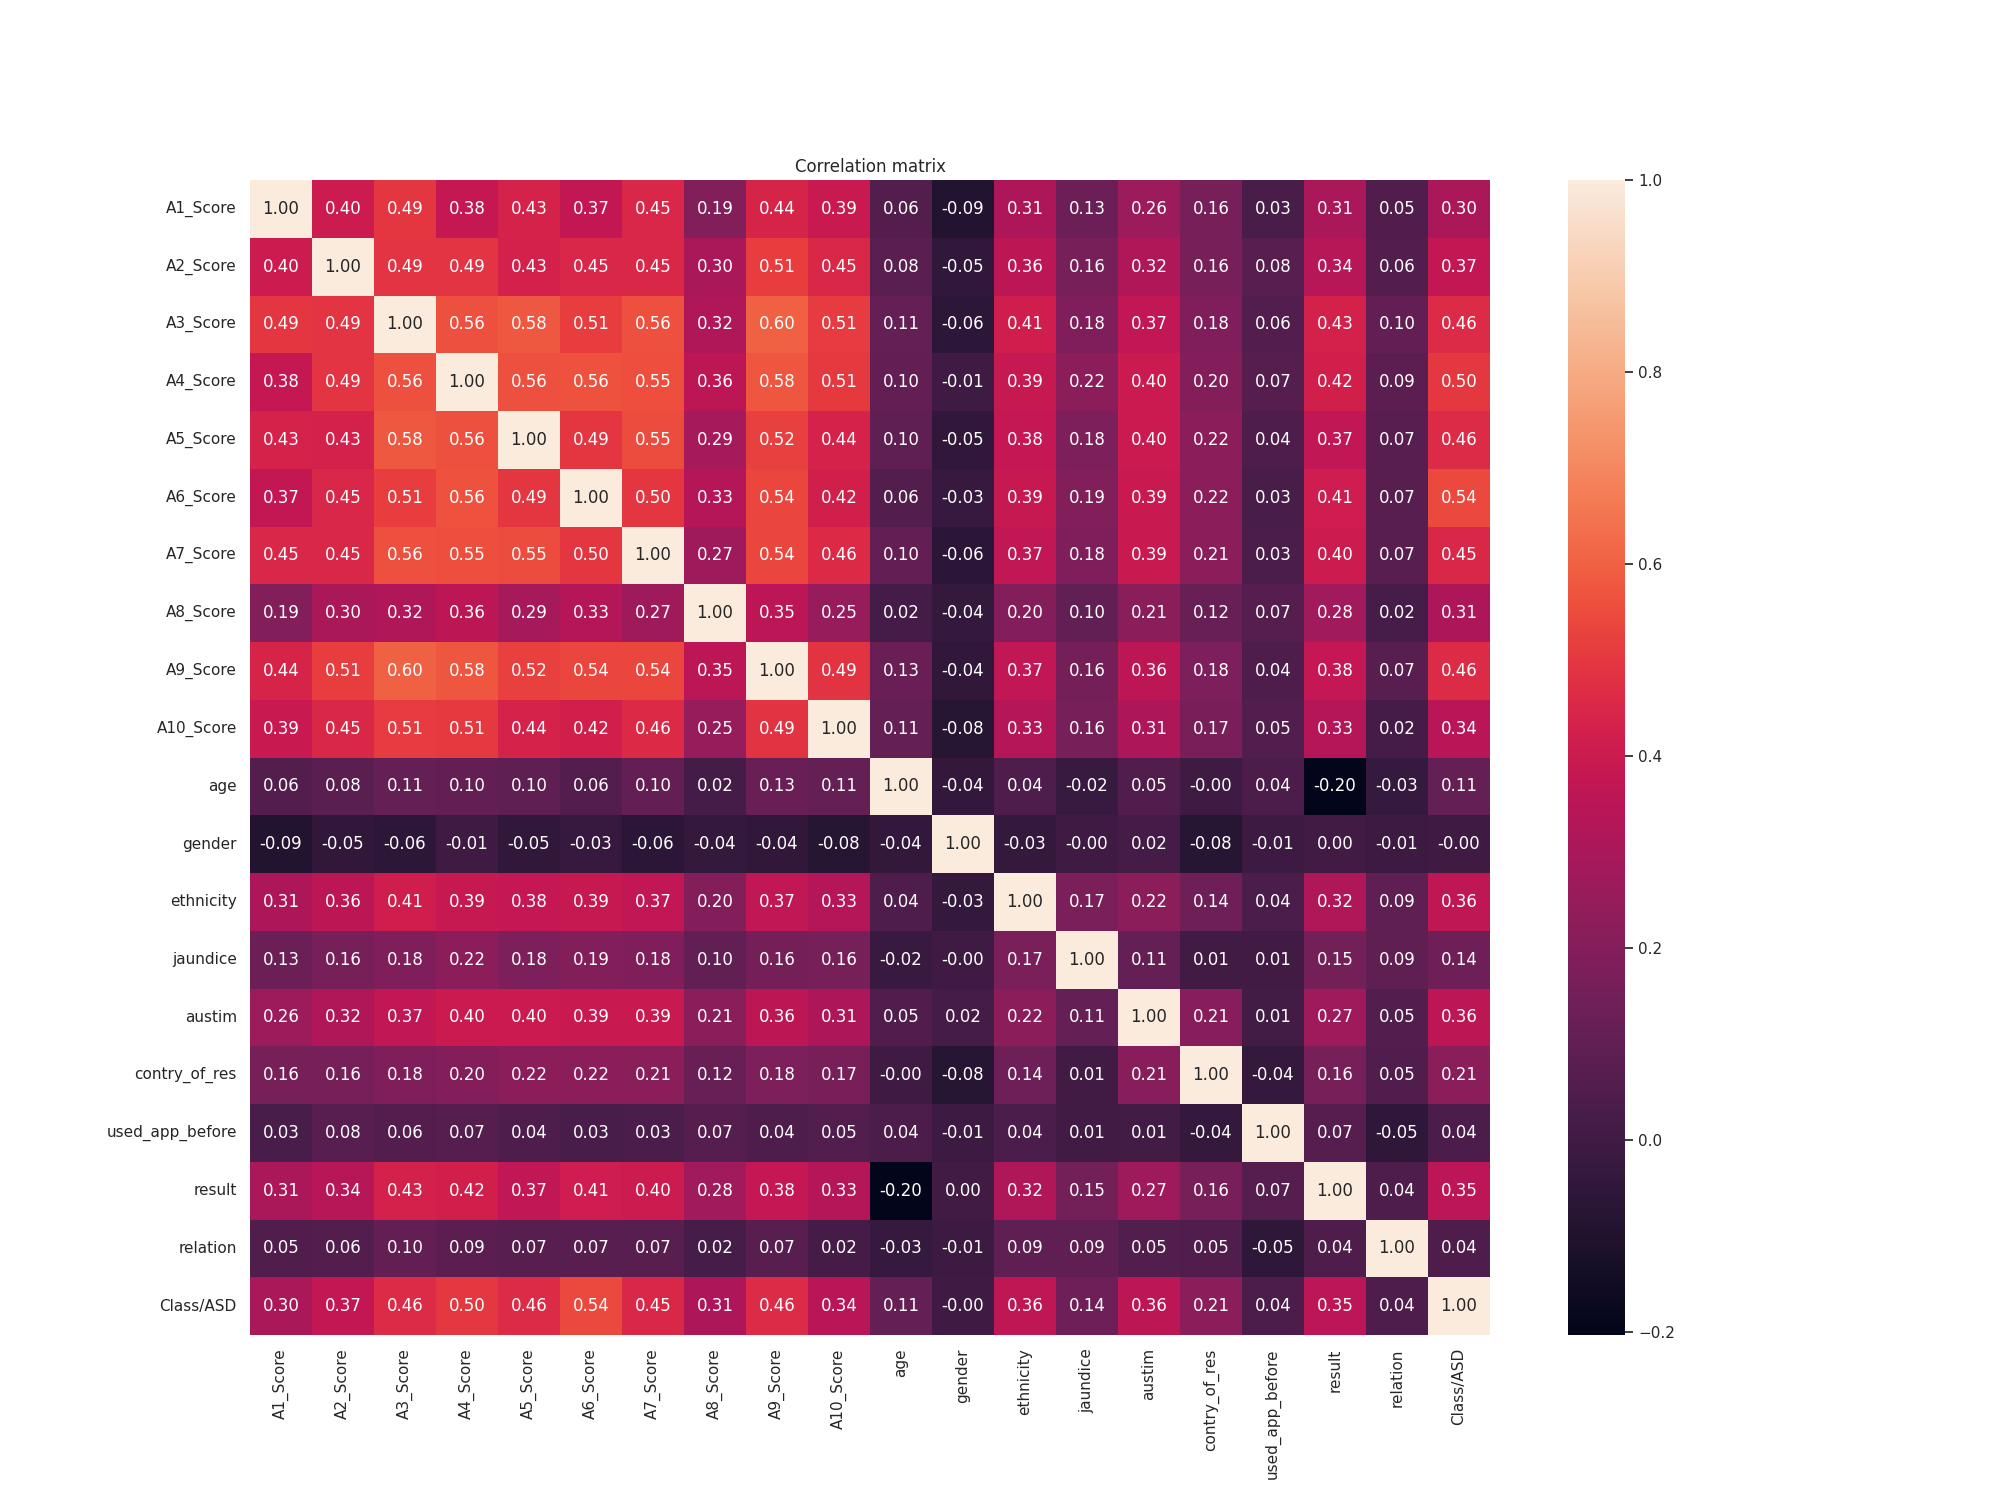 Correlation matrix
A1_Score 1.00 0.40 0.49 0.38 0.43 0.37 0.45 0.19 0.44 0.39 0.06 -0.09 0.31 0.13 0.26 0.16 0.03 0.31 0.05 0.30
A2_Score 0.40 1.00 0.49 0.49 0.43 0.45 0.45 0.30 0.51 0.45 0.08 -0.05 0.36 0.16 0.32 0.16 0.08 0.34 0.06 0.37
A3_Score 0.49 0.49 1.00 0.56 0.58 0.51 0.56 0.32 0.60 0.51 0.11 -0.06 0.41 0.18 0.37 0.18 0.06 0.43 0.10 0.46
A4_Score 0.38 0.49 0.56 1.00 0.56 0.56 0.55 0.36 0.58 0.51 0.10 -0.01 0.39 0.22 0.40 0.20 0.07 0.42 0.09 0.50
A5_Score 0.43 0.43 0.58 0.56 1.00 0.49 0.55 0.29 0.52 0.44 0.10 -0.05 0.38 0.18 0.40 0.22 0.04 0.37 0.07 0.46
A6_Score 0.37 0.45 0.51 0.56 0.49 1.00 0.50 0.33 0.54 0.42 0.06 -0.03 0.39 0.19 0.39 0.22 0.03 0.41 0.07 0.54
A7_Score 0.45 0.45 0.56 0.55 0.55 0.50 1.00 0.27 0.54 0.46 0.10 -0.06 0.37 0.18 0.39 0.21 0.03 0.40 0.07 0.45
A8_Score 0.19 0.30 0.32 0.36 0.29 0.33 0.27 1.00 0.35 0.25 0.02 -0.04 0.20 0.10 0.21 0.12 0.07 0.28 0.02 0.31
A9_Score 0.44 0.51 0.60 0.58 0.52 0.54 0.54 0.35 1.00 0.49 0.13 -0.04 0.37 0.16 0.36 0.18 0.04 0.38 0.07 0.46
A10_Score 0.39 0.45 0.51 0.51 0.44 0.42 0.46 0.25 0.49 1.00 0.11 -0.08 0.33 0.16 0.31 0.17 0.05 0.33 0.02 0.34
age 0.06 0.08 0.11 0.10 0.10 0.06 0.10 0.02 0.13 0.11 1.00 -0.04 0.04 -0.02 0.05 -0.00 0.04 -0.20 -0.03 0.11
gender -0.09 -0.05 -0.06 -0.01 -0.05 -0.03 -0.06 -0.04 -0.04 -0.08 -0.04 1.00 -0.03 -0.00 0.02 -0.08 -0.01 0.00 -0.01 -0.00
ethnicity 0.31 0.36 0.41 0.39 0.38 0.39 0.37 0.20 0.37 0.33 0.04 -0.03 1.00 0.17 0.22 0.14 0.04 0.32 0.09 0.36
jaundice 0.13 0.16 0.18 0.22 0.18 0.19 0.18 0.10 0.16 0.16 -0.02 -0.00 0.17 1.00 0.11 0.01 0.01 0.15 0.09 0.14
austim 0.26 0.32 0.37 0.40 0.40 0.39 0.39 0.21 0.36 0.31 0.05 0.02 0.22 0.11 1.00 0.21 0.01 0.27 0.05 0.36
contry_of_res 0.16 0.16 0.18 0.20 0.22 0.22 0.21 0.12 0.18 0.17 -0.00 -0.08 0.14 0.01 0.21 1.00 -0.04 0.16 0.05 0.21
used_app_before 0.03 0.08 0.06 0.07 0.04 0.03 0.03 0.07 0.04 0.05 0.04 -0.01 0.04 0.01 0.01 -0.04 1.00 0.07 -0.05 0.04
result 0.31 0.34 0.43 0.42 0.37 0.41 0.40 0.28 0.38 0.33 -0.20 0.00 0.32 0.15 0.27 0.16 0.07 1.00 0.04 0.35
relation 0.05 0.06 0.10 0.09 0.07 0.07 0.07 0.02 0.07 0.02 -0.03 -0.01 0.09 0.09 0.05 0.05 -0.05 0.04 1.00 0.04
Class/ASD 0.30 0.37 0.46 0.50 0.46 0.54 0.45 0.31 0.46 0.34 0.11 -0.00 0.36 0.14 0.36 0.21 0.04 0.35 0.04 1.00
A1_Score A2_Score A3_Score A4_Score A5_Score A6_Score A7_Score A8_Score A9_Score A10_Score age gender ethnicity jaundice austim contry_of_res used_app_before result relation Class/ASD
1.0
0.8
0.6
0.4
0.2
0.0
−0.2